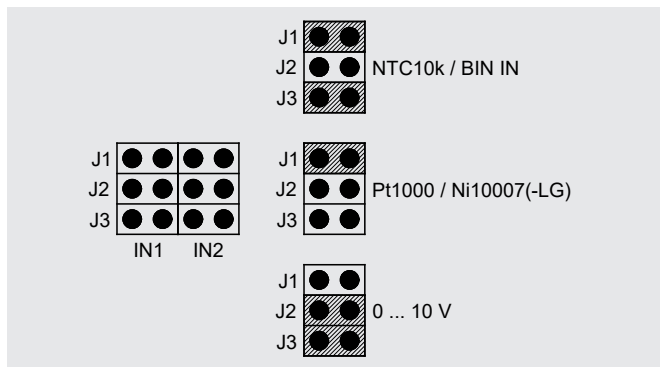 J1
J2 NTC10k / BIN IN
J3
J1
J2
J3
IN1 IN2
J1
J2 Pt1000 / Ni10007(-LG)
J3
J1
J2 0 ... 10 V
J3